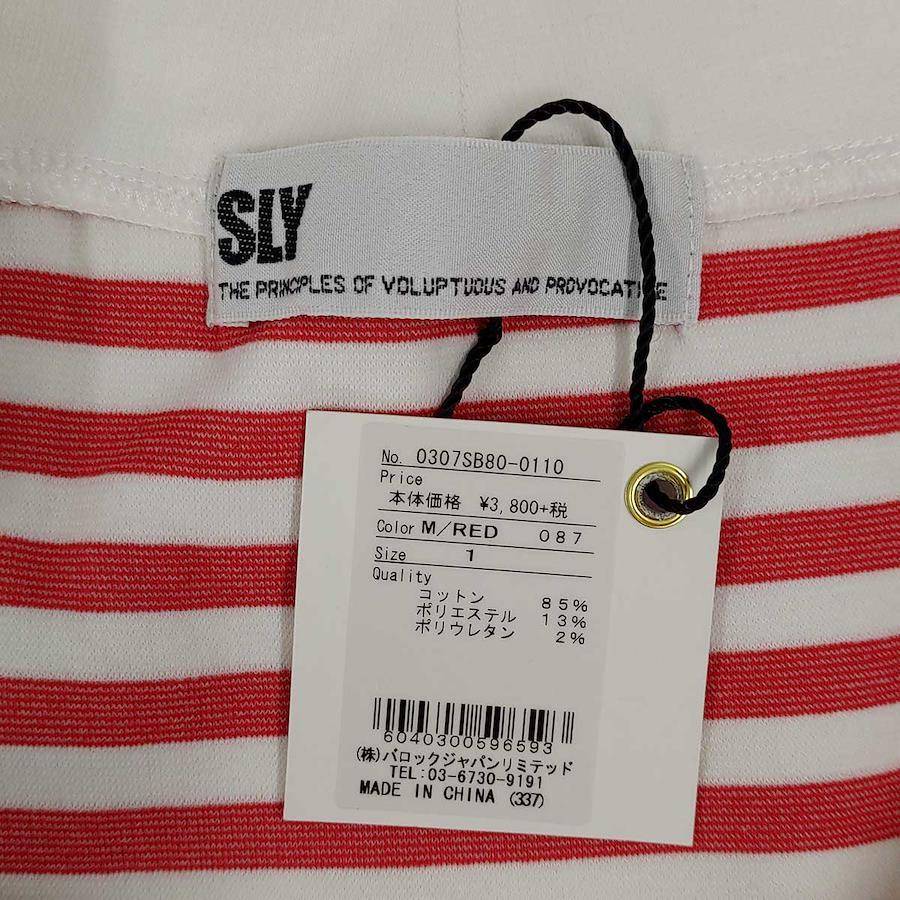 SLY
THE PRINCIPLES OF VOLUPTUOUS AND PROVOCATIVE
No. 0307SB80-0110
Price
本体価格 ¥3,800+税
Color M/RED 087
Size 1
Quality
コットン 85%
ポリエステル 13%
ポリウレタン 2%
6040300596593
(株)バロックジャパンリミテッド
TEL:03-6730-9191
MADE IN CHINA (337)